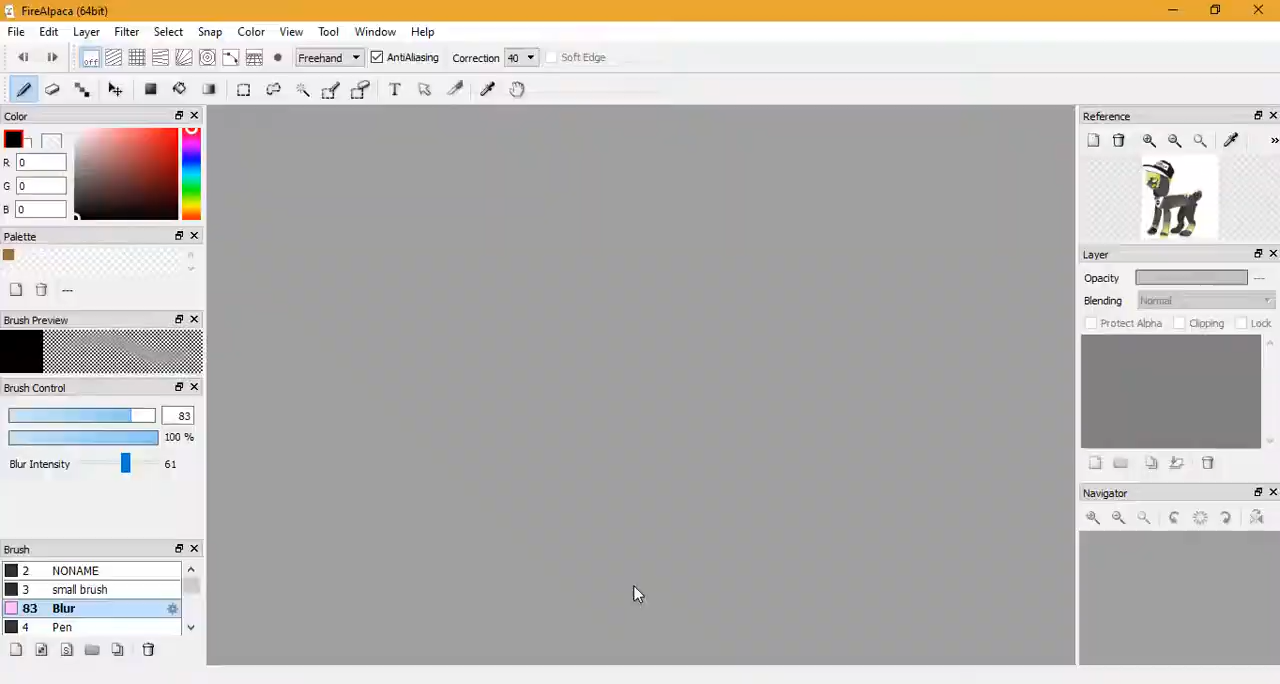 FireAlpaca (64bit)
File Edit Layer Filter Select Snap Color View Tool Window Help
off Freehand AntiAliasing Correction 40 Soft Edge
T
Color
R: 0
G: 0
B: 0
Palette
---
Brush Preview
Brush Control
83
100 %
Blur Intensity 61
Brush
2 NONAME
3 small brush
83 Blur
4 Pen
Reference
»
Layer
Opacity ---
Blending Normal
Protect Alpha Clipping Lock
Navigator